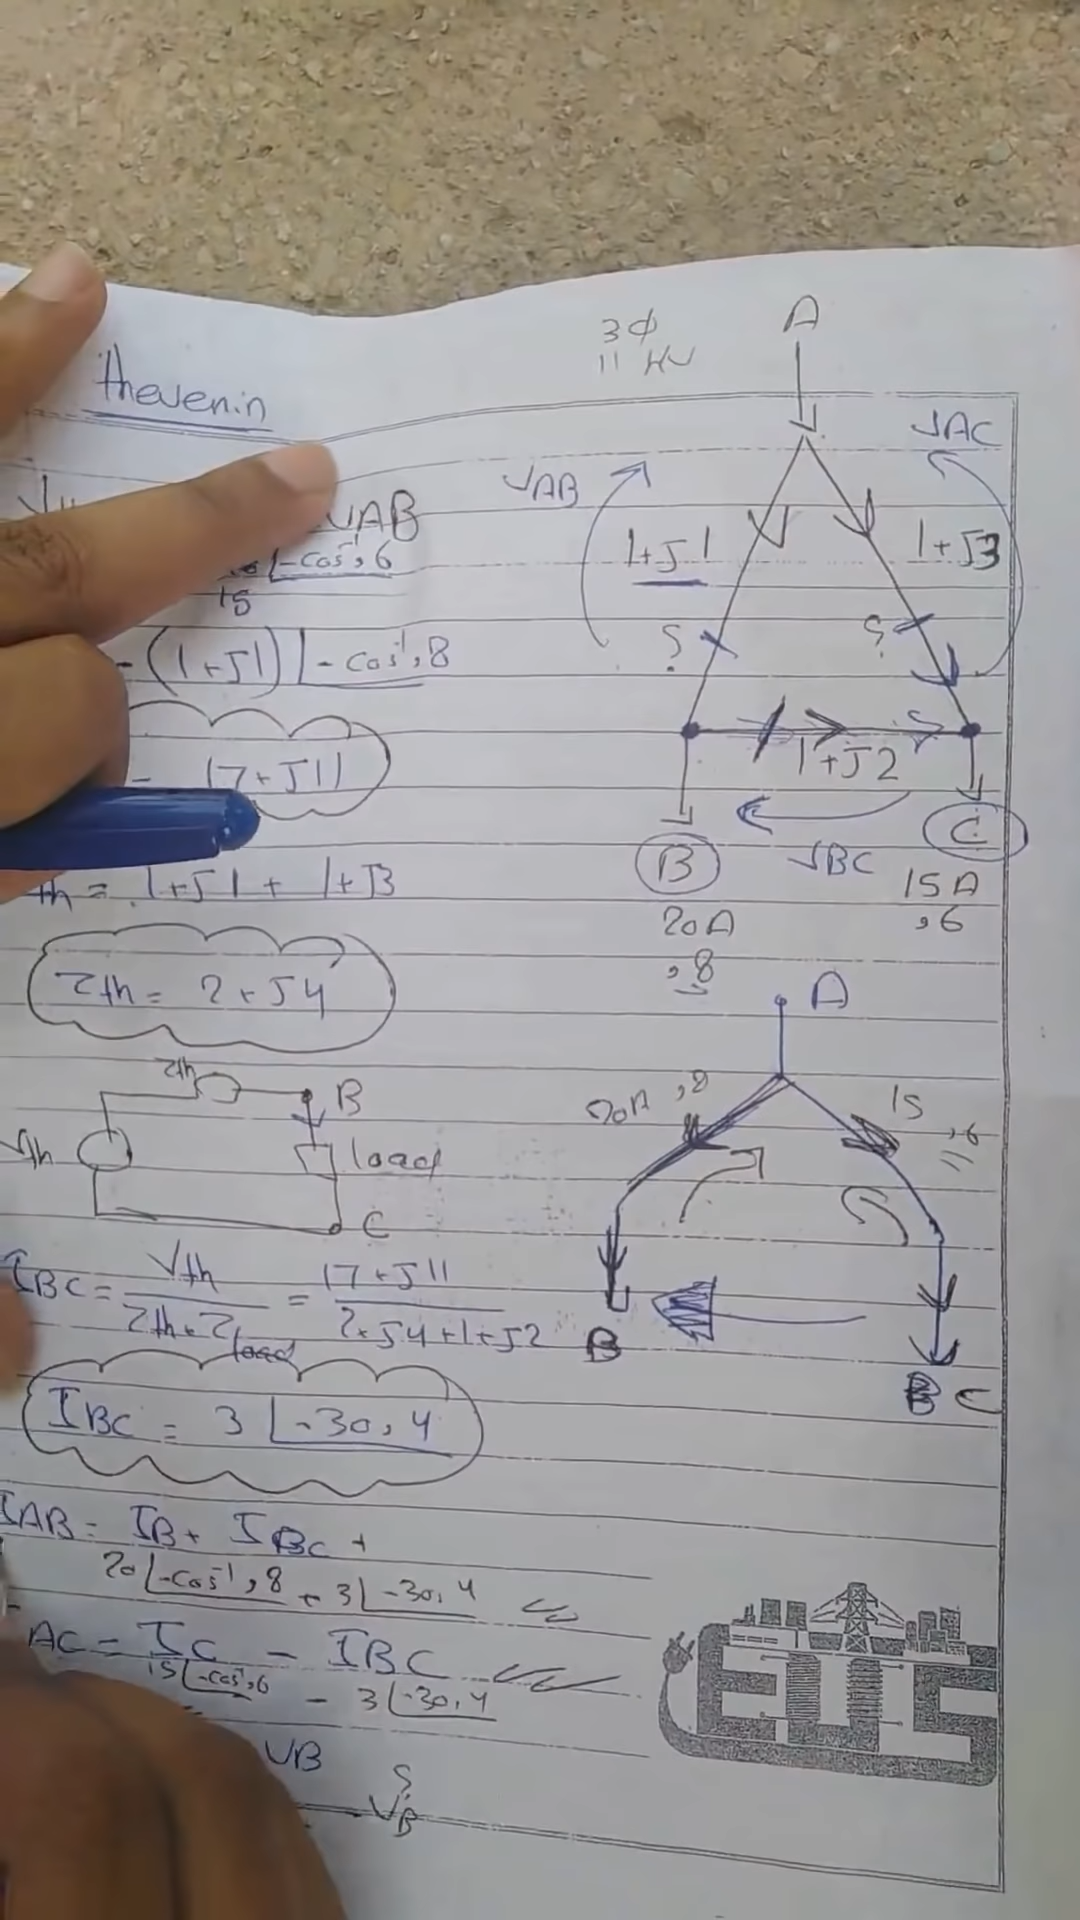 thevenin
VAB
-cos⁻¹,6
15
-(1+J1) -cos⁻¹,8
17+J11
th = 1+J1 + 1+J3
Zth = 2+J4
Zth
B
Vth
load
C
IBC = Vth / Zth+Zload = 17+J11 / 2+J4+1+J2
IBC = 3 ∠-30,4
IAB = IB + IBC +
20∠-cos⁻¹,8 + 3∠-30,4
AC = IC - IBC
15∠-cos⁻¹,6 - 3∠-30,4
VB
?
- VB
3Φ
11 KV
A
VAC
VAB
1+J1
1+J3
?
?
1+J2
B
VBC
C
20A
,8
15A
,6
A
20A ,8
15
,6
B
C
EOS